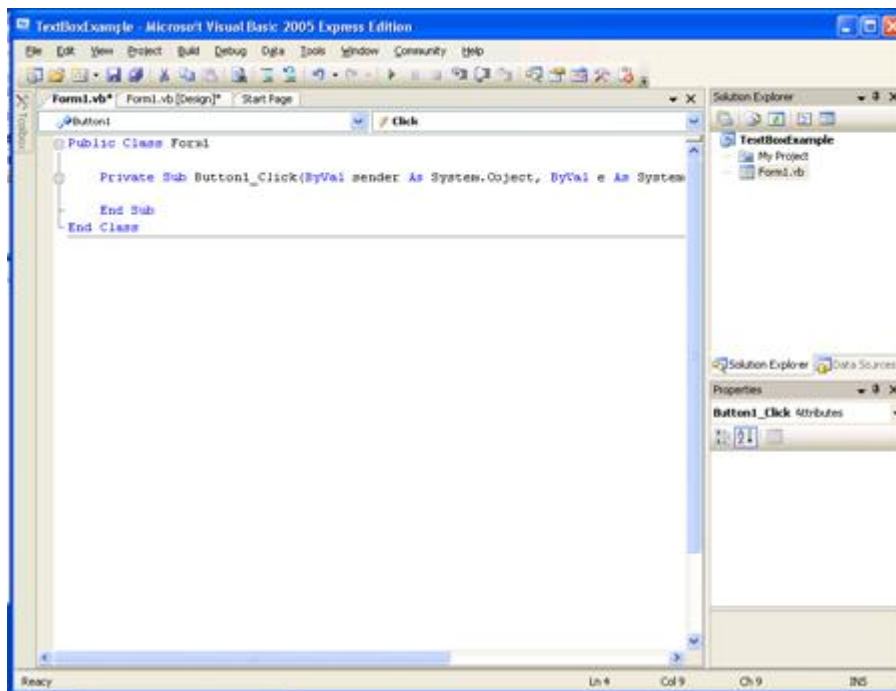 TextBoxExample - Microsoft Visual Basic 2005 Express Edition
File Edit View Project Build Debug Data Tools Window Community Help
Form1.vb* Form1.vb [Design]* Start Page
Toolbox
Button1 Click
Public Class Form1
Private Sub Button1_Click(ByVal sender As System.Object, ByVal e As System
End Sub
End Class
Solution Explorer
TextBoxExample
My Project
Form1.vb
Solution Explorer Data Sources
Properties
Button1_Click Attributes
Ready Ln 4 Col 9 Ch 9 INS